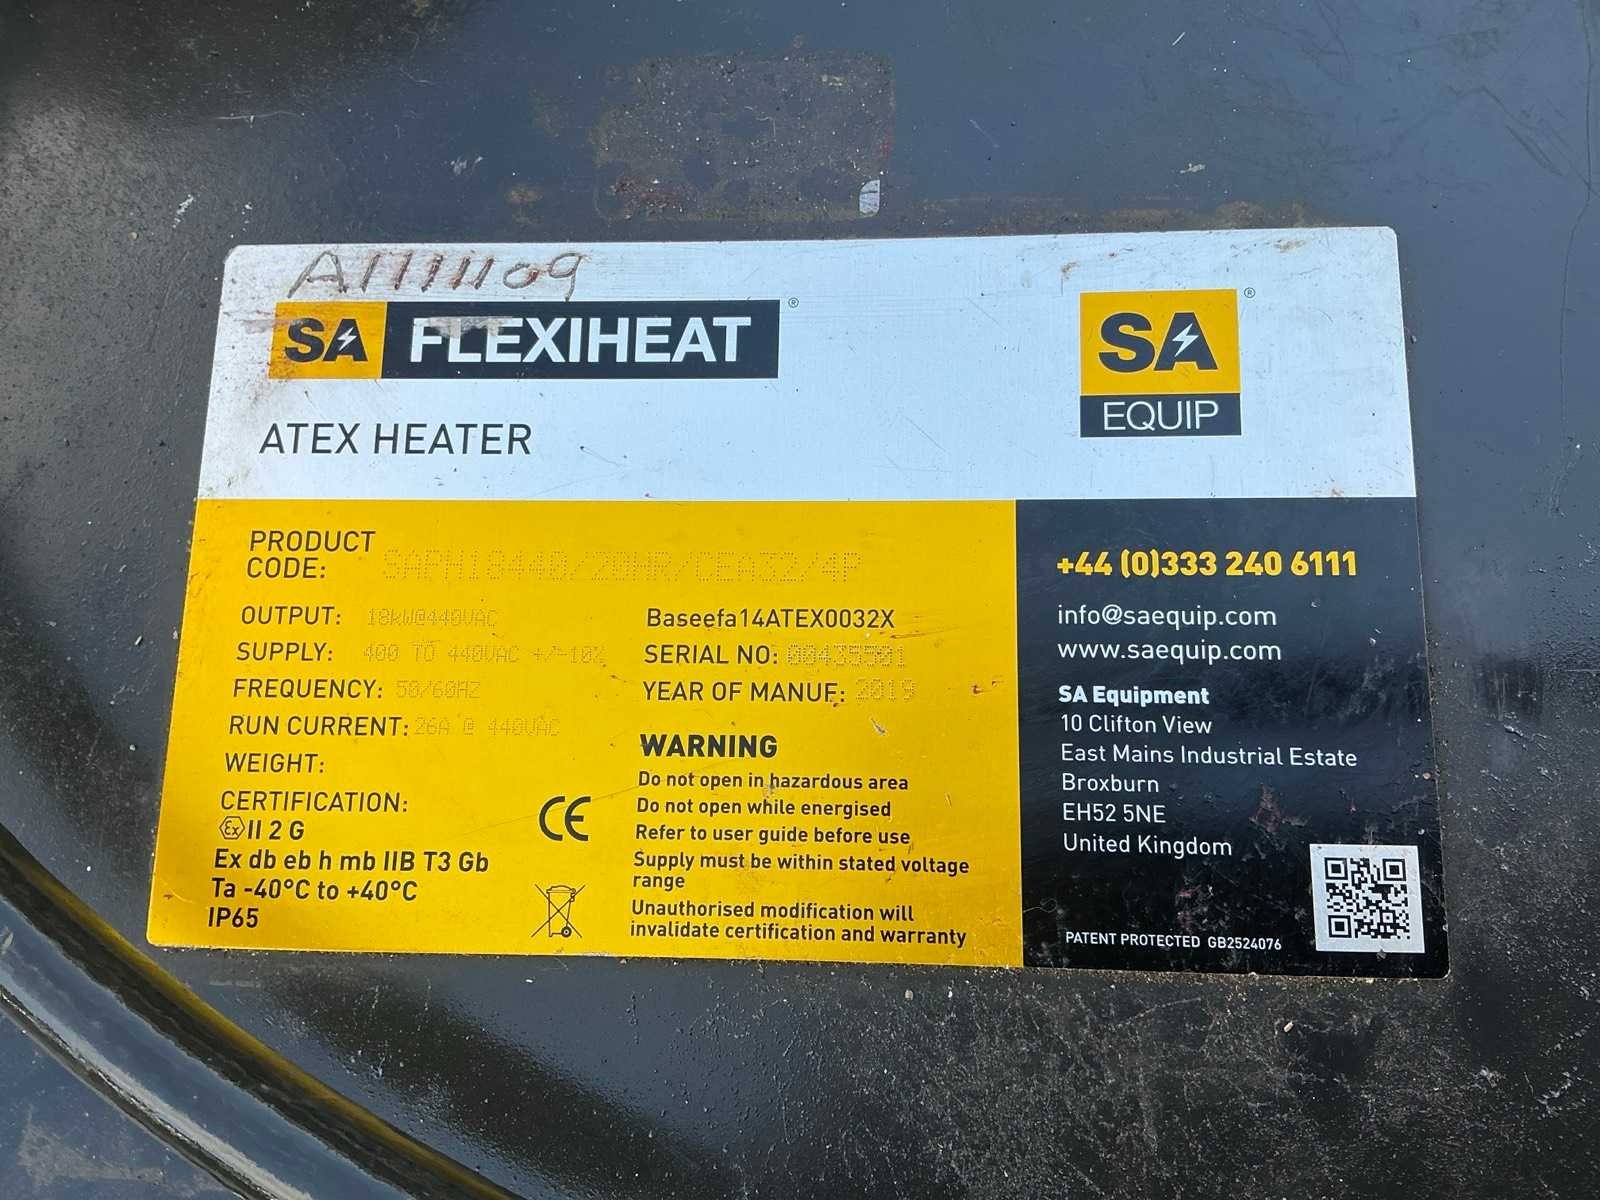 A1111109
SA FLEXIHEAT ®
SA ®
EQUIP
ATEX HEATER
PRODUCT
CODE: SAPH18440/20HR/CEA32/4P
OUTPUT: 18kW@440VAC
SUPPLY: 400 TO 440VAC +/-10%
FREQUENCY: 50/60HZ
RUN CURRENT: 26A @ 440VAC
WEIGHT:
CERTIFICATION:
Ex II 2 G
Ex db eb h mb IIB T3 Gb
Ta -40°C to +40°C
IP65
CE
Baseefa14ATEX0032X
SERIAL NO:
YEAR OF MANUF: 2019
WARNING
Do not open in hazardous area
Do not open while energised
Refer to user guide before use
Supply must be within stated voltage
range
Unauthorised modification will
invalidate certification and warranty
+44 (0)333 240 6111
info@saequip.com
www.saequip.com
SA Equipment
10 Clifton View
East Mains Industrial Estate
Broxburn
EH52 5NE
United Kingdom
PATENT PROTECTED GB2524076